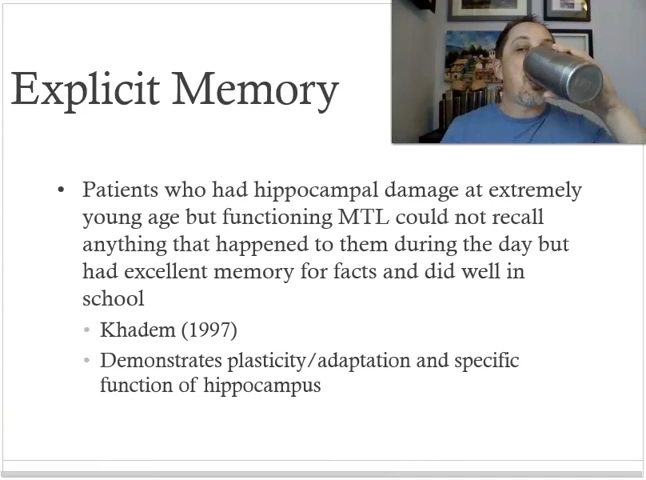 Explicit Memory
• Patients who had hippocampal damage at extremely
young age but functioning MTL could not recall
anything that happened to them during the day but
had excellent memory for facts and did well in
school
• Khadem (1997)
• Demonstrates plasticity/adaptation and specific
function of hippocampus